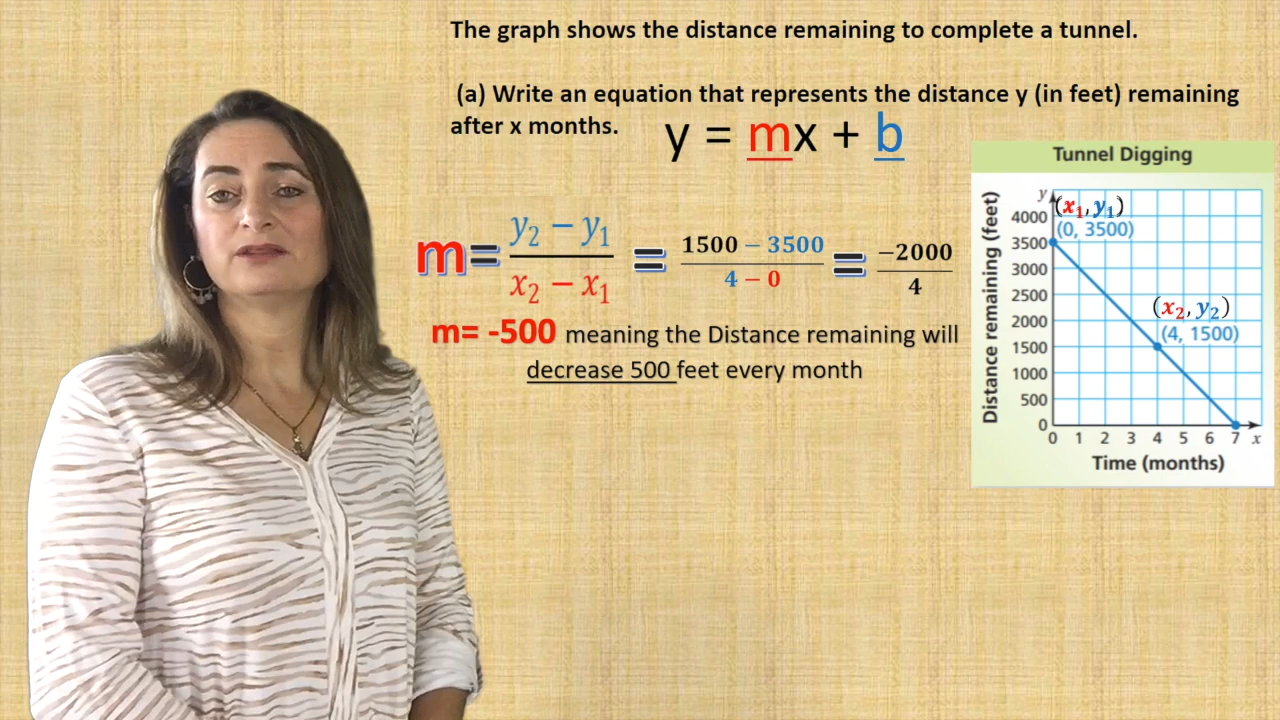 The graph shows the distance remaining to complete a tunnel.
(a) Write an equation that represents the distance y (in feet) remaining
after x months.
y = mx + b
m= (y₂ − y₁)/(x₂ − x₁) = (1500 − 3500)/(4 − 0) = −2000/4
m= -500 meaning the Distance remaining will
decrease 500 feet every month
Tunnel Digging
Distance remaining (feet)
y
(x₁, y₁)
4000
(0, 3500)
3500
3000
2500
(x₂, y₂)
2000
(4, 1500)
1500
1000
500
0
0 1 2 3 4 5 6 7 x
Time (months)